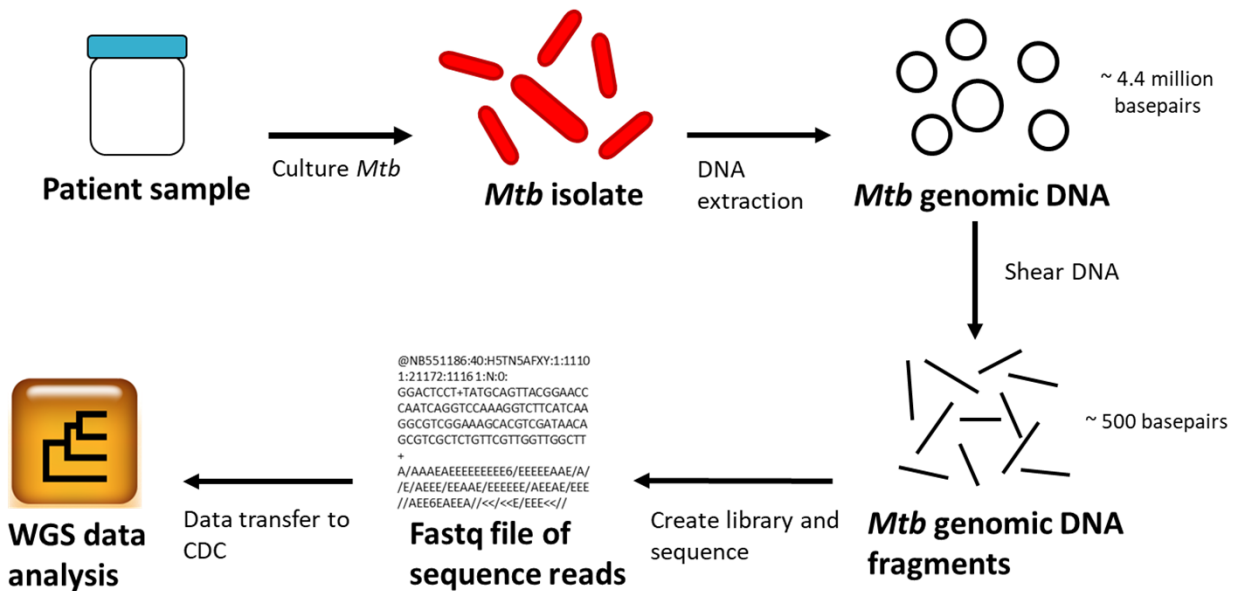 Patient sample
Culture Mtb
Mtb isolate
DNA
extraction
Mtb genomic DNA
~ 4.4 million
basepairs
Shear DNA
~ 500 basepairs
Mtb genomic DNA
fragments
Create library and
sequence
@NB551186:40:H5TN5AFXY:1:1110
1:21172:1116 1:N:0:
GGACTCCT+TATGCAGTTACGGAACC
CAATCAGGTCCAAAGGTCTTCATCAA
GGCGTCGGAAAGCACGTCGATAACA
GCGTCGCTCTGTTCGTTGGTTGGCTT
+
A/AAAEAEEEEEEEEE6/EEEEEAAE/A/
/E/AEEE/EEAAE/EEEEEE/AEEAE/EEE
//AEE6EAEEA//<</<<E/EEE<<//
Fastq file of
sequence reads
Data transfer to
CDC
WGS data
analysis